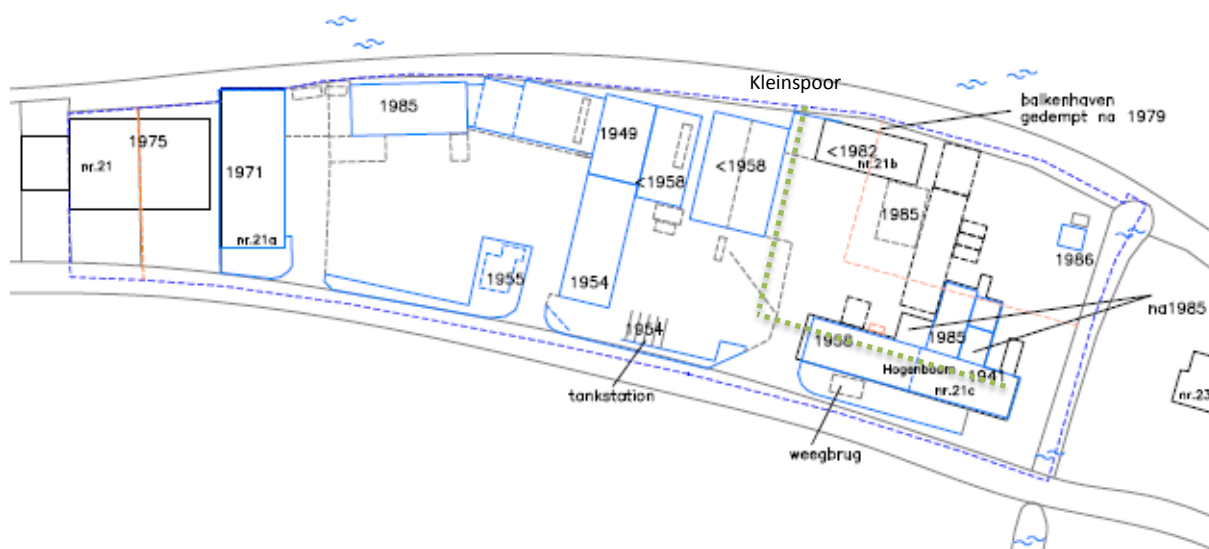 Kleinspoor
balkenhaven
gedempt na 1979
1985
1975
nr.21
1971
nr.21a
1949
<1958
<1958
<1982
nr.21b
1985
1986
1955
1954
1954
tankstation
na1985
1958
1985
Hogenboom
1941
nr.21c
nr.23
weegbrug